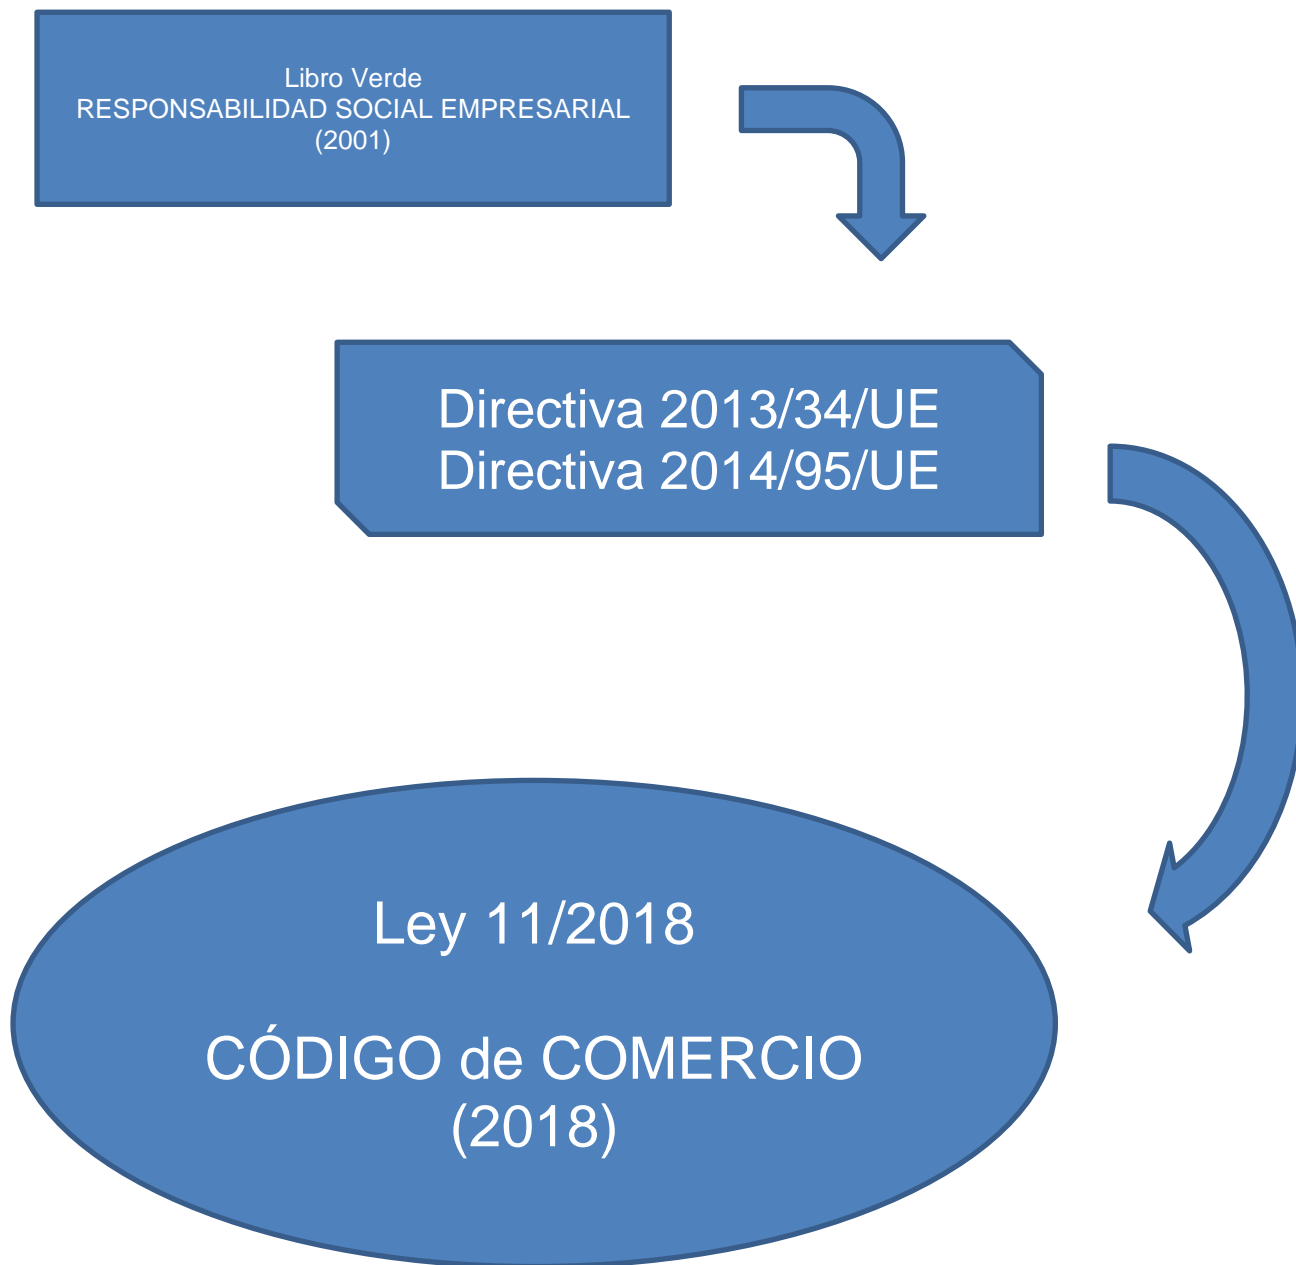 Libro Verde
RESPONSABILIDAD SOCIAL EMPRESARIAL
(2001)
Directiva 2013/34/UE
Directiva 2014/95/UE
Ley 11/2018
CÓDIGO de COMERCIO
(2018)